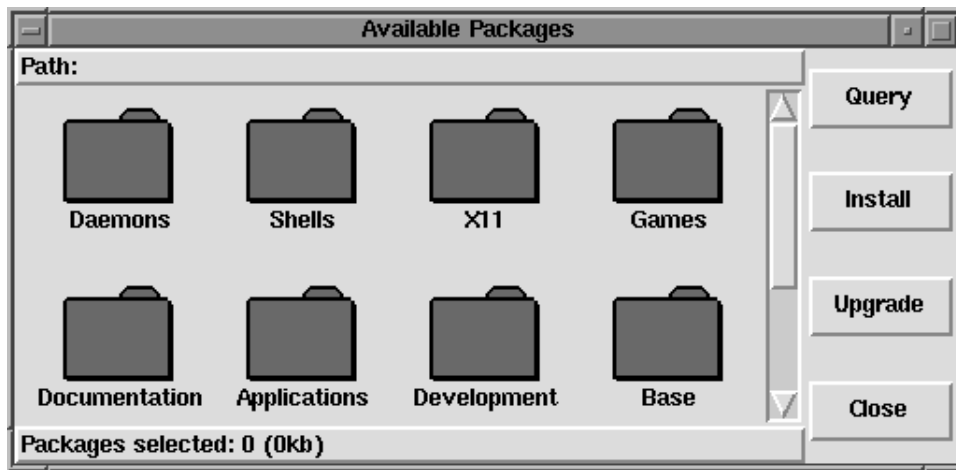 Available Packages
Path:
Daemons Shells X11 Games
Documentation Applications Development Base
Packages selected: 0 (0kb)
Query
Install
Upgrade
Close